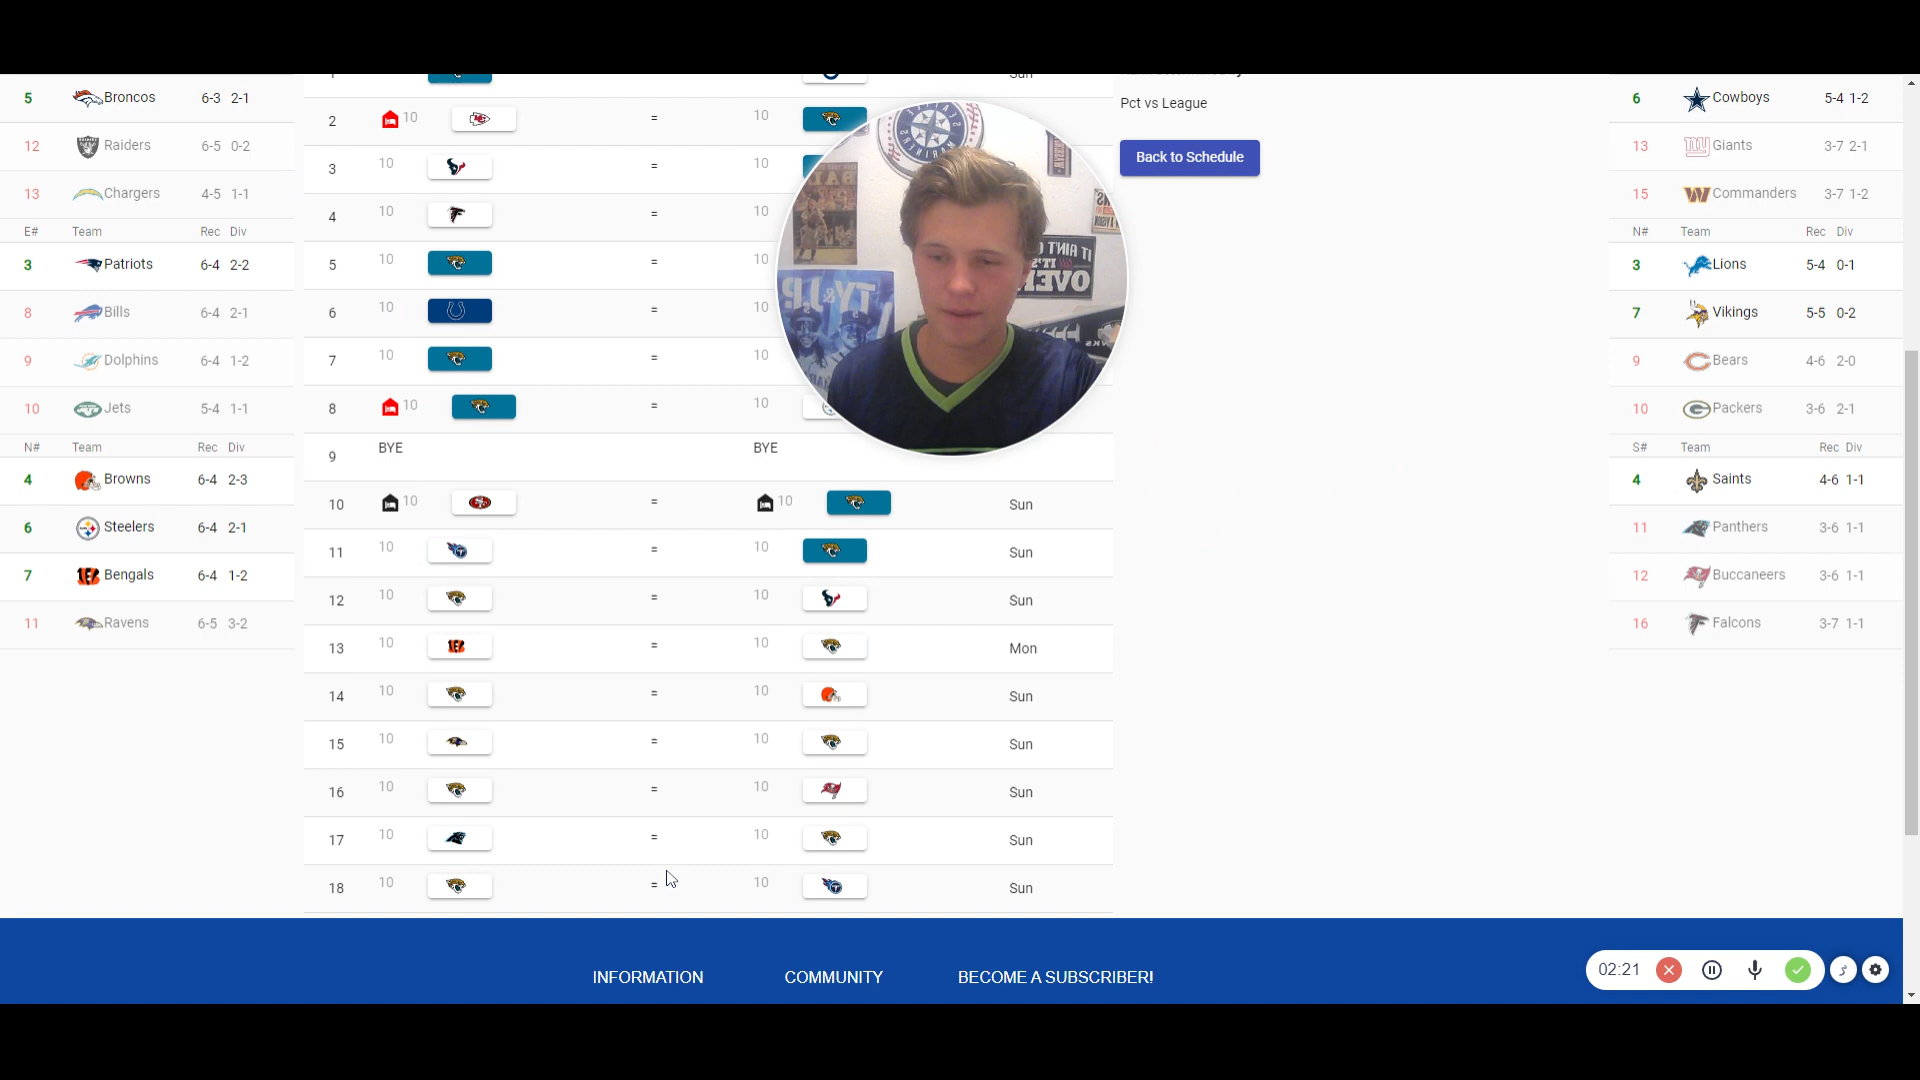 5 Broncos 6-3 2-1
12 Raiders 6-5 0-2
13 Chargers 4-5 1-1
E# Team Rec Div
3 Patriots 6-4 2-2
8 Bills 6-4 2-1
9 Dolphins 6-4 1-2
10 Jets 5-4 1-1
N# Team Rec Div
4 Browns 6-4 2-3
6 Steelers 6-4 2-1
7 Bengals 6-4 1-2
11 Ravens 6-5 3-2
Sun
2 10 = 10
3 10 = 10
4 10 = 10
5 10 = 10
6 10 = 10
7 10 = 10
8 10 = 10
9 BYE BYE
10 10 = 10 Sun
11 10 = 10 Sun
12 10 = 10 Sun
13 10 = 10 Mon
14 10 = 10 Sun
15 10 = 10 Sun
16 10 = 10 Sun
17 10 = 10 Sun
18 10 = 10 Sun
IT AIN'T
IT'S
OVER
MARINERS
Pct vs League
Back to Schedule
6 Cowboys 5-4 1-2
13 Giants 3-7 2-1
15 Commanders 3-7 1-2
N# Team Rec Div
3 Lions 5-4 0-1
7 Vikings 5-5 0-2
9 Bears 4-6 2-0
10 Packers 3-6 2-1
S# Team Rec Div
4 Saints 4-6 1-1
11 Panthers 3-6 1-1
12 Buccaneers 3-6 1-1
16 Falcons 3-7 1-1
INFORMATION COMMUNITY BECOME A SUBSCRIBER!
02:21